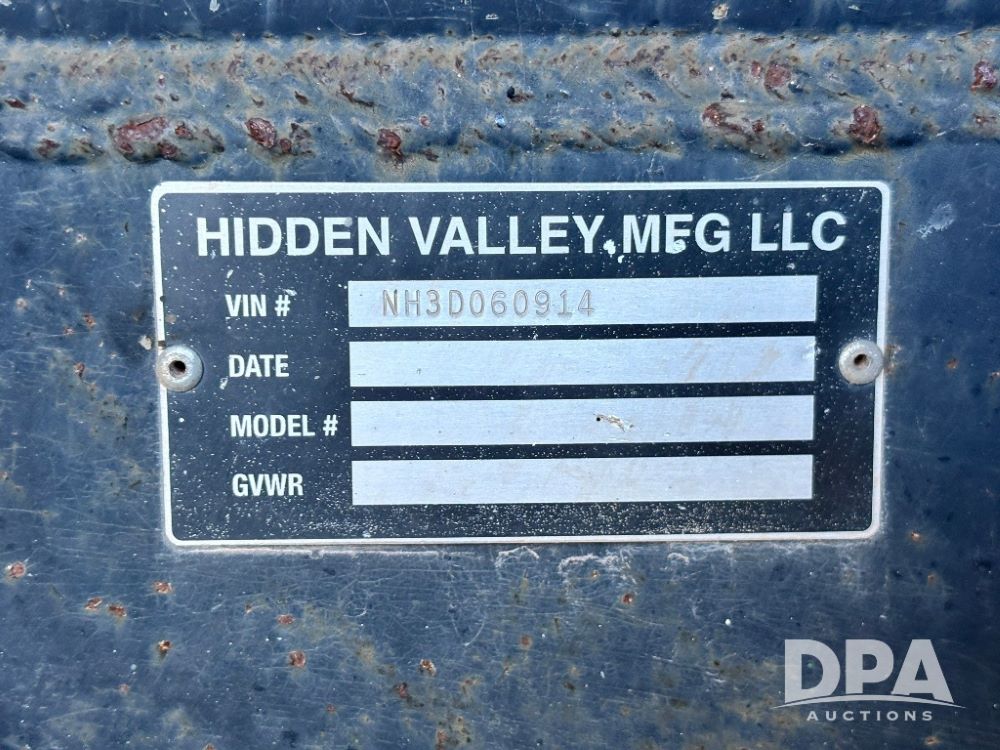 HIDDEN VALLEY MFG LLC
VIN # NH3D060914
DATE
MODEL #
GVWR
DPA
AUCTIONS